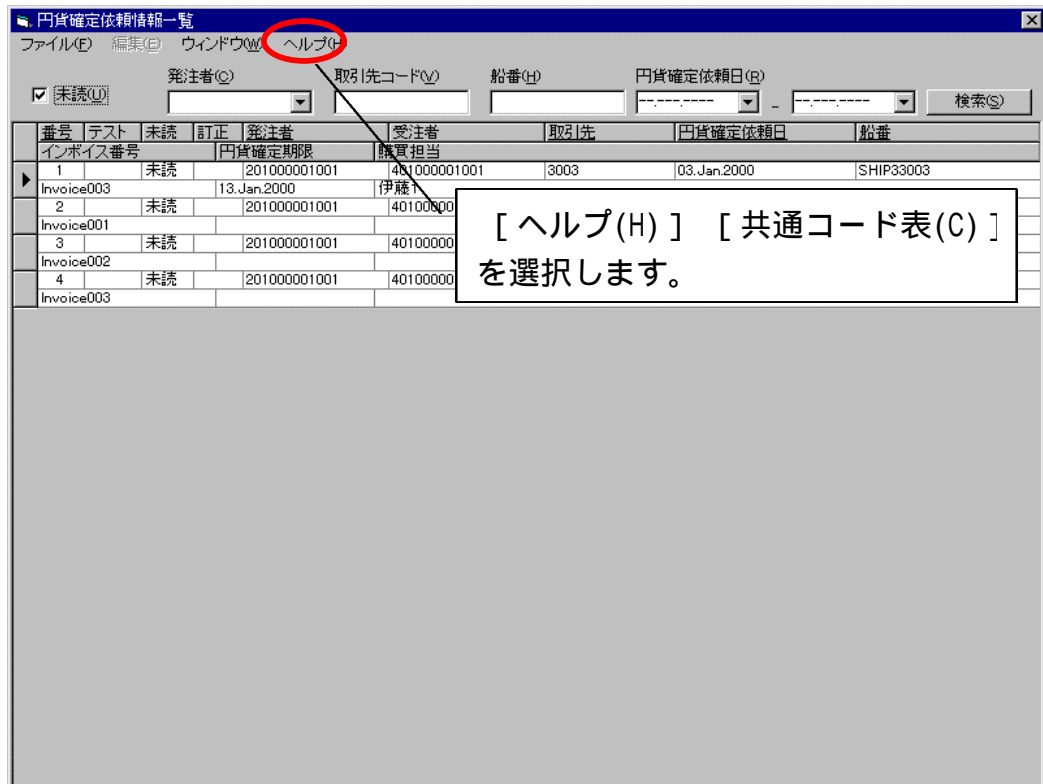 円貨確定依頼情報一覧
ファイル(F) 編集(E) ウィンドウ(W) ヘルプ(H
発注者(C) 取引先コード(V) 船番(H) 円貨確定依頼日(R)
未読(U) --.---.---- - --.---.---- 検索(S)
番号 テスト 未読 訂正 発注者 受注者 取引先 円貨確定依頼日 船番
インボイス番号 円貨確定期限 購買担当
1 未読 201000001001 401000001001 3003 03.Jan.2000 SHIP33003
Invoice003 13.Jan.2000 伊藤
2 未読 201000001001 40100000
Invoice001
3 未読 201000001001 40100000
Invoice002
4 未読 201000001001 40100000
Invoice003
[ヘルプ(H)] [共通コード表(C)]
を選択します。